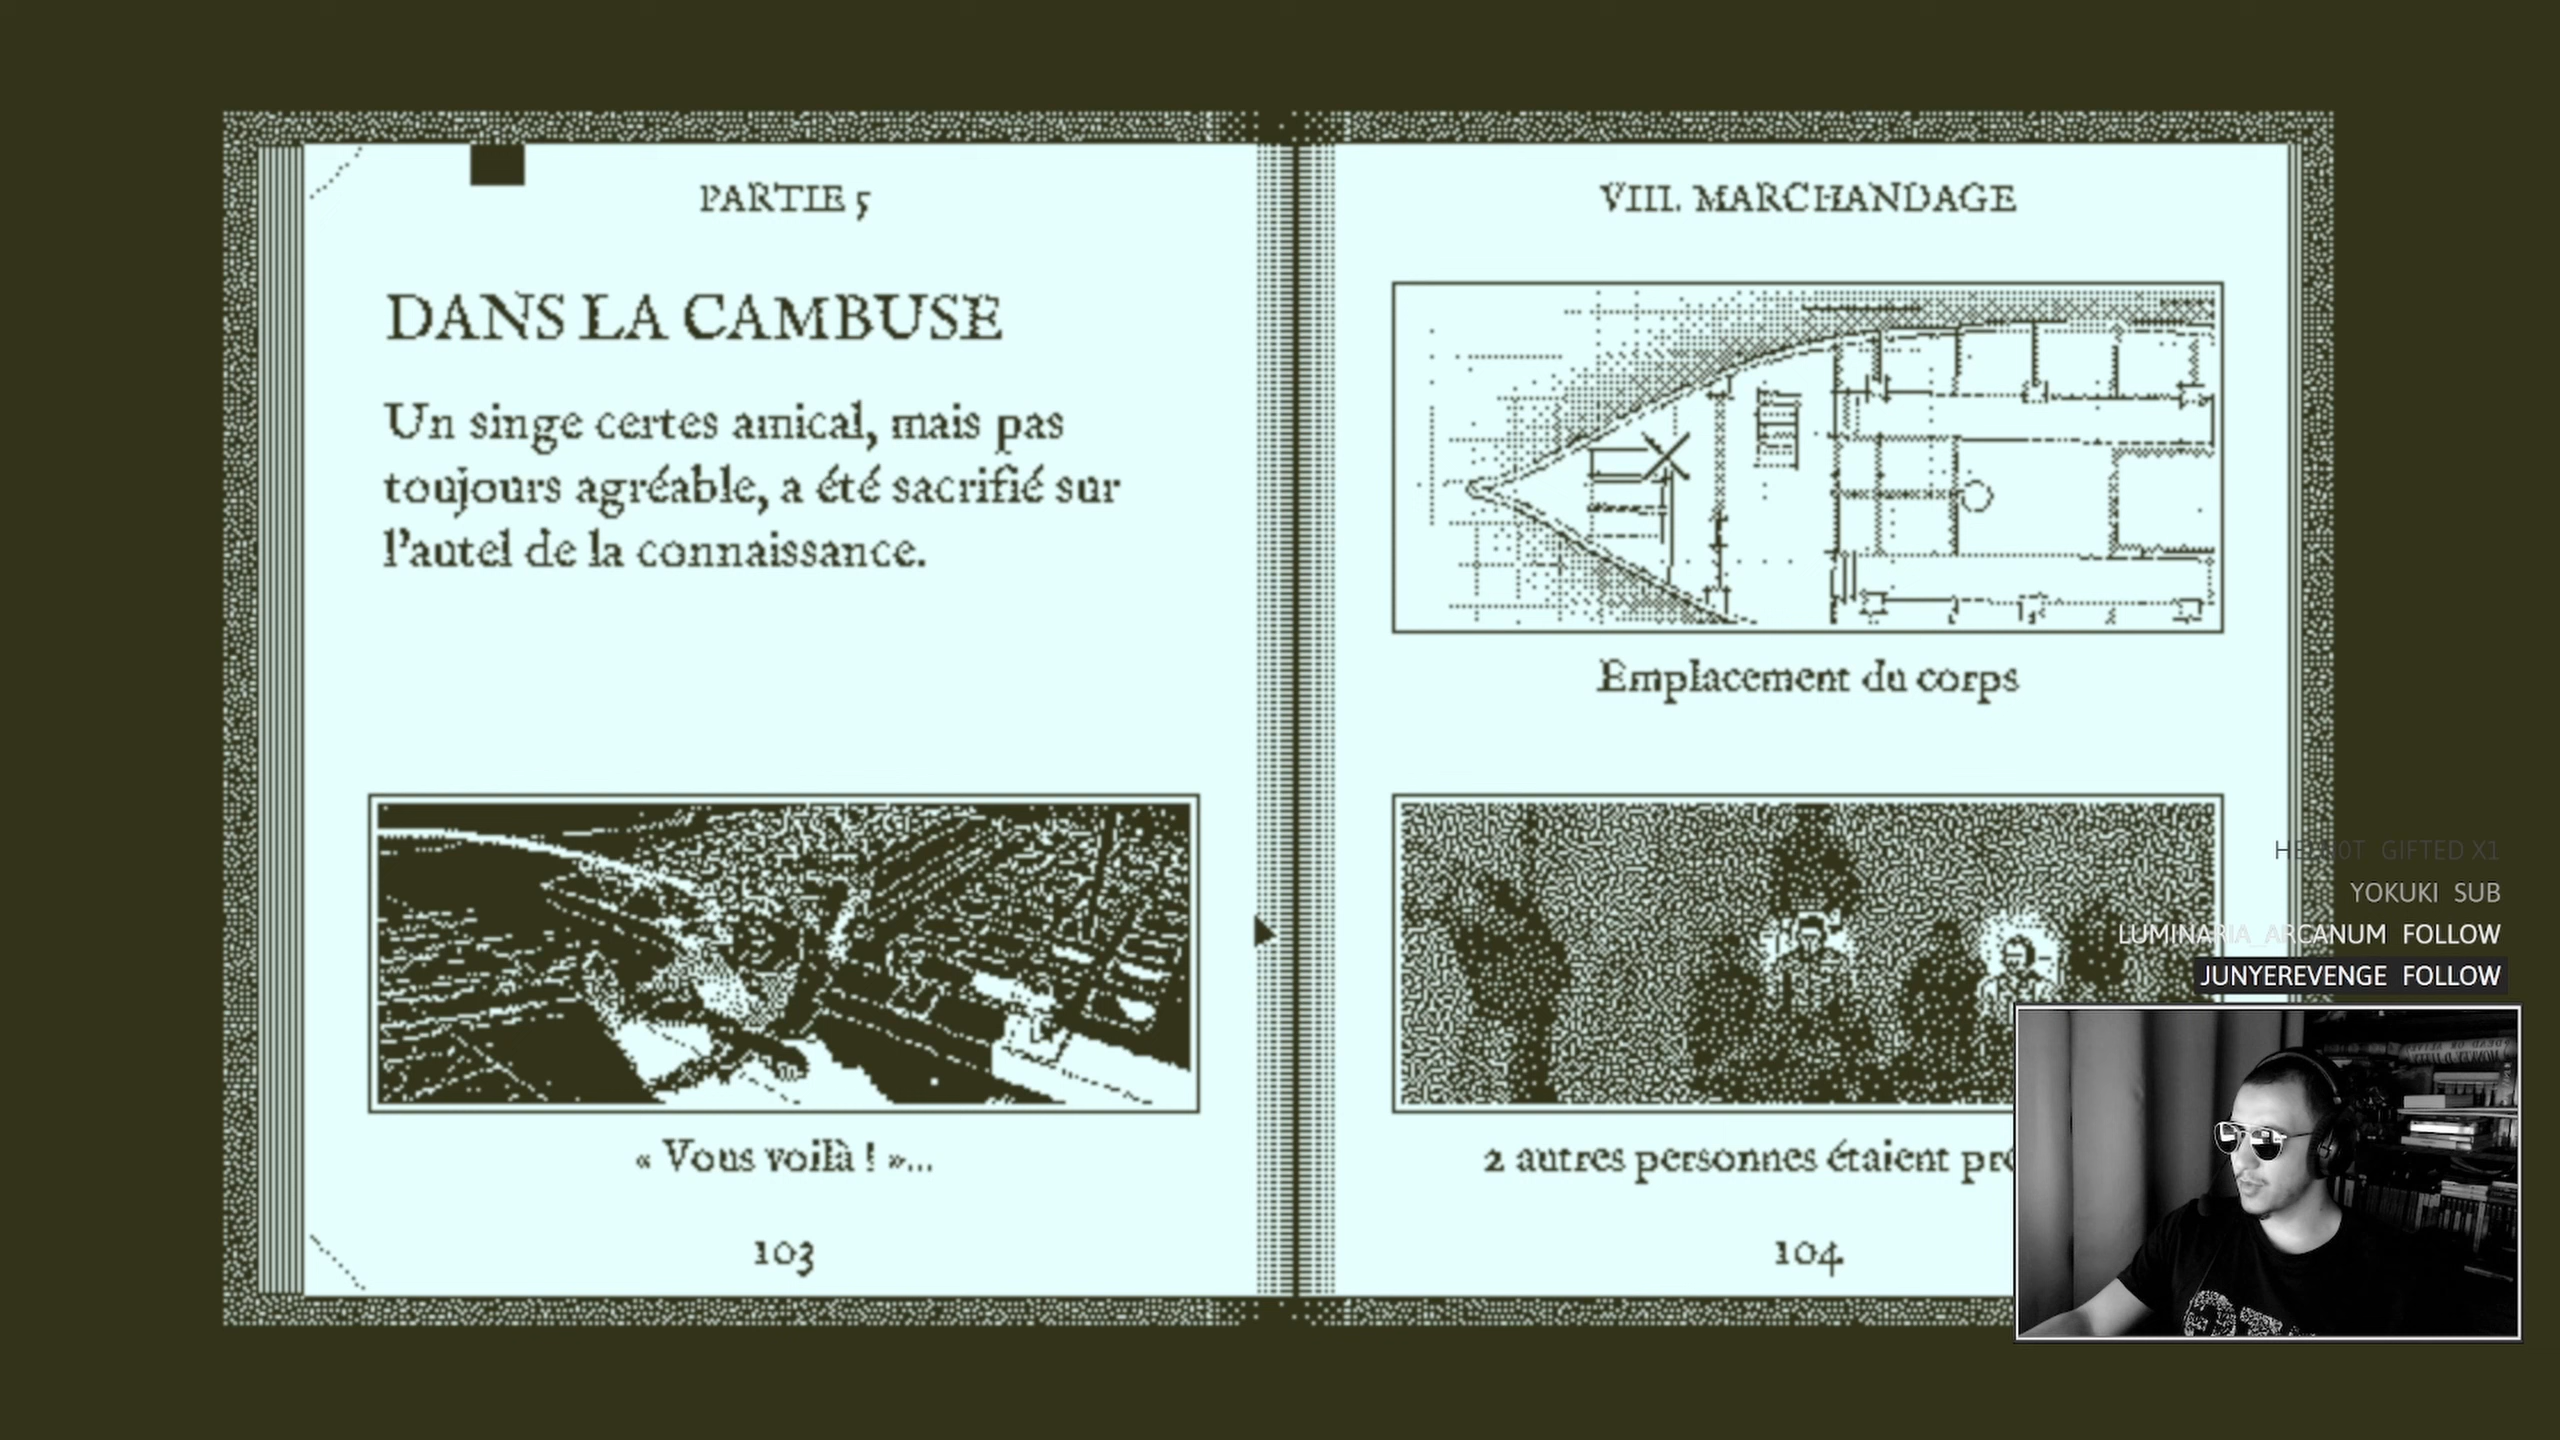 PARTIE 5
DANS LA CAMBUSE
Un singe certes amical, mais pas
toujours agréable, a été sacrifié sur
l'autel de la connaissance.
« Vous voilà ! »...
103
VIII. MARCHANDAGE
Emplacement du corps
2 autres personnes étaient
104
GIFTED X1
YOKUKI SUB
LUMINARIA_ARCANUM FOLLOW
JUNYEREVENGE FOLLOW